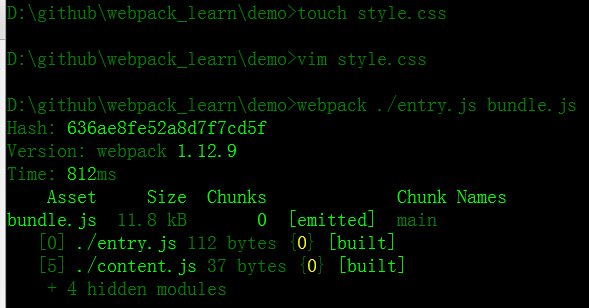 D:\github\webpack_learn\demo>touch style.css
D:\github\webpack_learn\demo>vim style.css
D:\github\webpack_learn\demo>webpack ./entry.js bundle.js
Hash: 636ae8fe52a8d7f7cd5f
Version: webpack 1.12.9
Time: 812ms
Asset Size Chunks Chunk Names
bundle.js 11.8 kB 0 [emitted] main
[0] ./entry.js 112 bytes {0} [built]
[5] ./content.js 37 bytes {0} [built]
+ 4 hidden modules